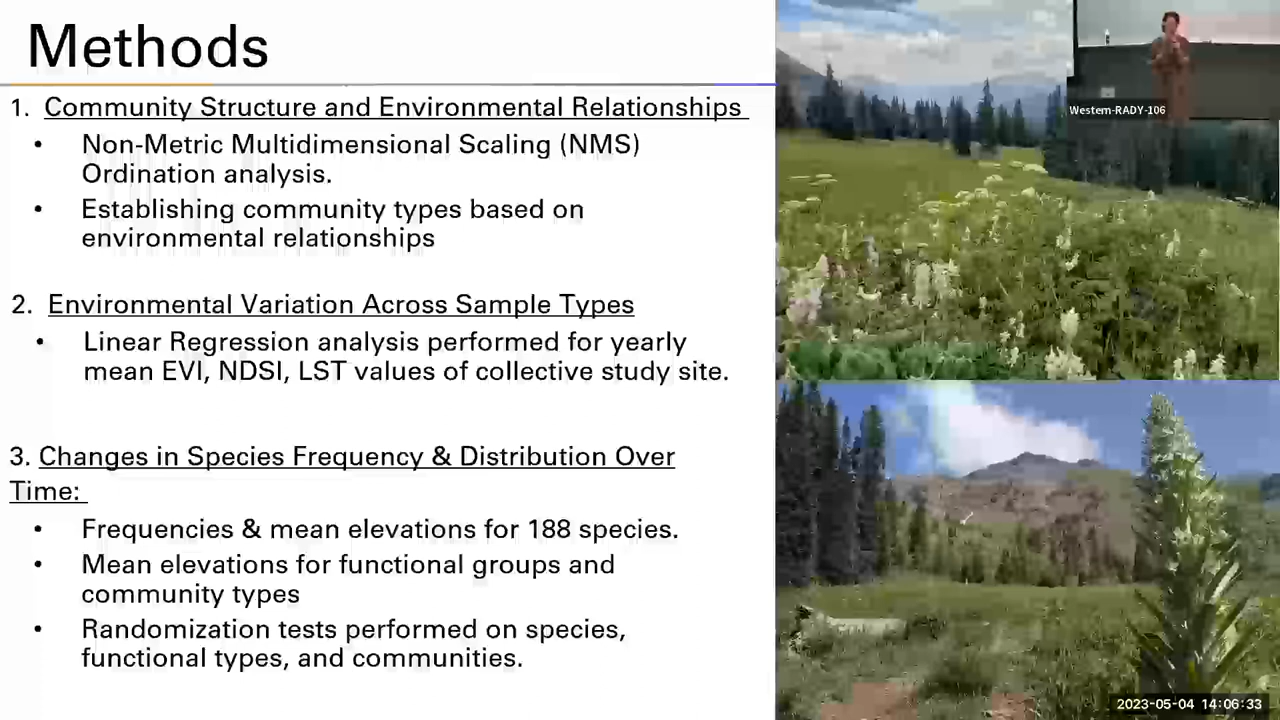 Methods
1. Community Structure and Environmental Relationships
• Non-Metric Multidimensional Scaling (NMS)
Ordination analysis.
• Establishing community types based on
environmental relationships
2. Environmental Variation Across Sample Types
• Linear Regression analysis performed for yearly
mean EVI, NDSI, LST values of collective study site.
3. Changes in Species Frequency & Distribution Over
Time:
• Frequencies & mean elevations for 188 species.
• Mean elevations for functional groups and
community types
• Randomization tests performed on species,
functional types, and communities.
Western-RADY-106
2023-05-04 14:06:33